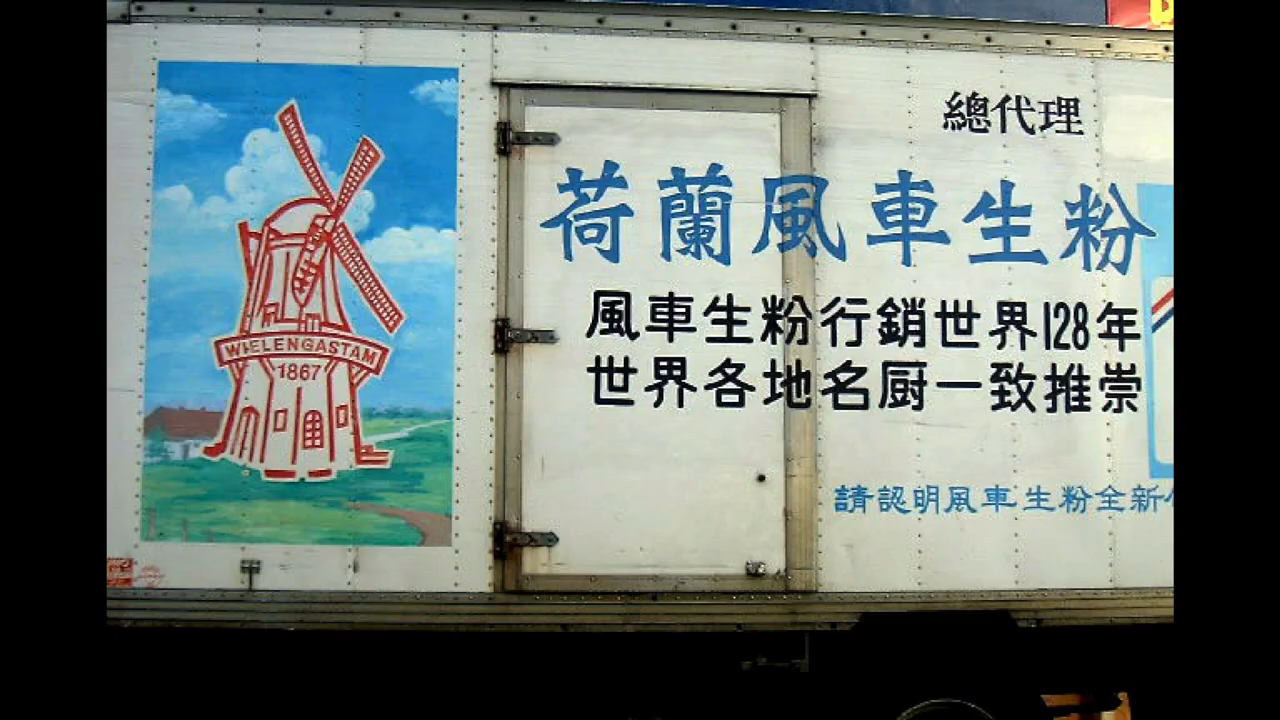 WIELENGASTAM
1867
總代理
荷蘭風車生粉
風車生粉行銷世界128年
世界各地名厨一致推崇
請認明風車生粉全新